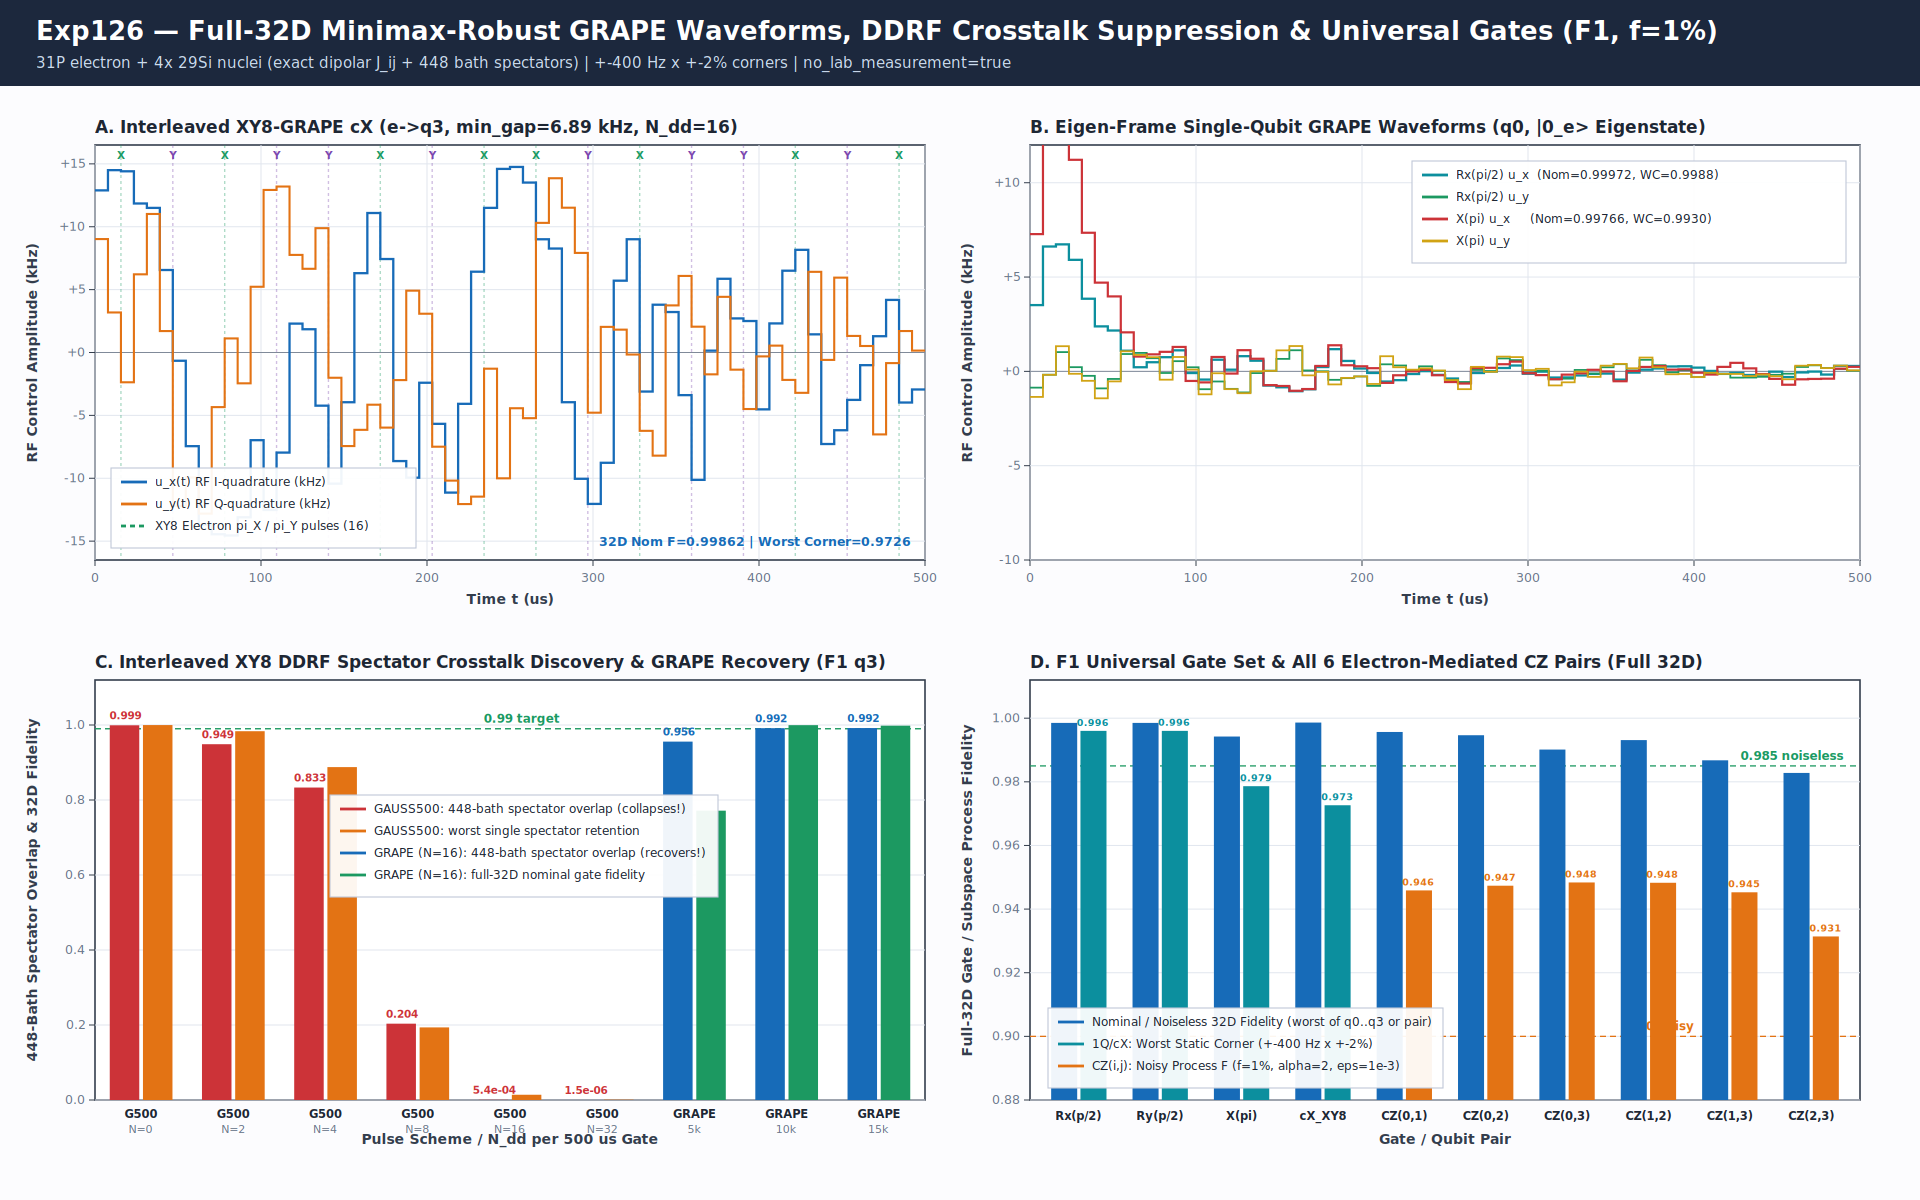 Exp126 — Full-32D Minimax-Robust GRAPE Waveforms, DDRF Crosstalk Suppression & Universal Gates (F1, f=1%)
31P electron + 4x 29Si nuclei (exact dipolar J_ij + 448 bath spectators) | +-400 Hz x +-2% corners | no_lab_measurement=true
A. Interleaved XY8-GRAPE cX (e->q3, min_gap=6.89 kHz, N_dd=16)
X Y X Y Y X Y X X Y X Y Y X Y X
+15
+10
+5
+0
-5
-10
-15
RF Control Amplitude (kHz)
u_x(t) RF I-quadrature (kHz)
u_y(t) RF Q-quadrature (kHz)
XY8 Electron pi_X / pi_Y pulses (16)
32D Nom F=0.99862 | Worst Corner=0.9726
0 100 200 300 400 500
Time t (us)
B. Eigen-Frame Single-Qubit GRAPE Waveforms (q0, |0_e> Eigenstate)
+10
+5
+0
-5
-10
RF Control Amplitude (kHz)
Rx(pi/2) u_x (Nom=0.99972, WC=0.9988)
Rx(pi/2) u_y
X(pi) u_x (Nom=0.99766, WC=0.9930)
X(pi) u_y
0 100 200 300 400 500
Time t (us)
C. Interleaved XY8 DDRF Spectator Crosstalk Discovery & GRAPE Recovery (F1 q3)
1.0
0.8
0.6
0.4
0.2
0.0
448-Bath Spectator Overlap & 32D Fidelity
0.99 target
0.999 0.949 0.833 0.204 5.4e-04 1.5e-06 0.956 0.992 0.992
GAUSS500: 448-bath spectator overlap (collapses!)
GAUSS500: worst single spectator retention
GRAPE (N=16): 448-bath spectator overlap (recovers!)
GRAPE (N=16): full-32D nominal gate fidelity
G500 G500 G500 G500 G500 G500 GRAPE GRAPE GRAPE
N=0 N=2 N=4 N=8 N=16 N=32 5k 10k 15k
Pulse Scheme / N_dd per 500 us Gate
D. F1 Universal Gate Set & All 6 Electron-Mediated CZ Pairs (Full 32D)
1.00
0.98
0.96
0.94
0.92
0.90
0.88
Full-32D Gate / Subspace Process Fidelity
0.985 noiseless
0.996 0.996 0.979 0.973 0.946 0.947 0.948 0.948 0.945 0.931
Nominal / Noiseless 32D Fidelity (worst of q0..q3 or pair)
1Q/cX: Worst Static Corner (+-400 Hz x +-2%)
CZ(i,j): Noisy Process F (f=1%, alpha=2, eps=1e-3)
Rx(p/2) Ry(p/2) X(pi) cX_XY8 CZ(0,1) CZ(0,2) CZ(0,3) CZ(1,2) CZ(1,3) CZ(2,3)
Gate / Qubit Pair